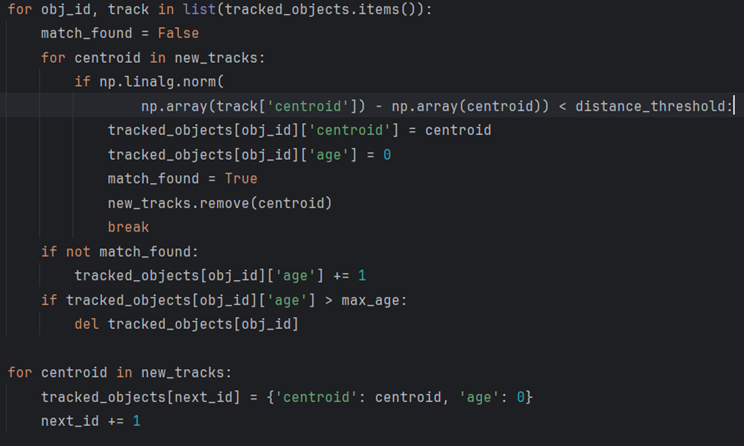 for obj_id, track in list(tracked_objects.items()):
    match_found = False
    for centroid in new_tracks:
        if np.linalg.norm(
                np.array(track['centroid']) - np.array(centroid)) < distance_threshold:
            tracked_objects[obj_id]['centroid'] = centroid
            tracked_objects[obj_id]['age'] = 0
            match_found = True
            new_tracks.remove(centroid)
            break
    if not match_found:
        tracked_objects[obj_id]['age'] += 1
    if tracked_objects[obj_id]['age'] > max_age:
        del tracked_objects[obj_id]

for centroid in new_tracks:
    tracked_objects[next_id] = {'centroid': centroid, 'age': 0}
    next_id += 1